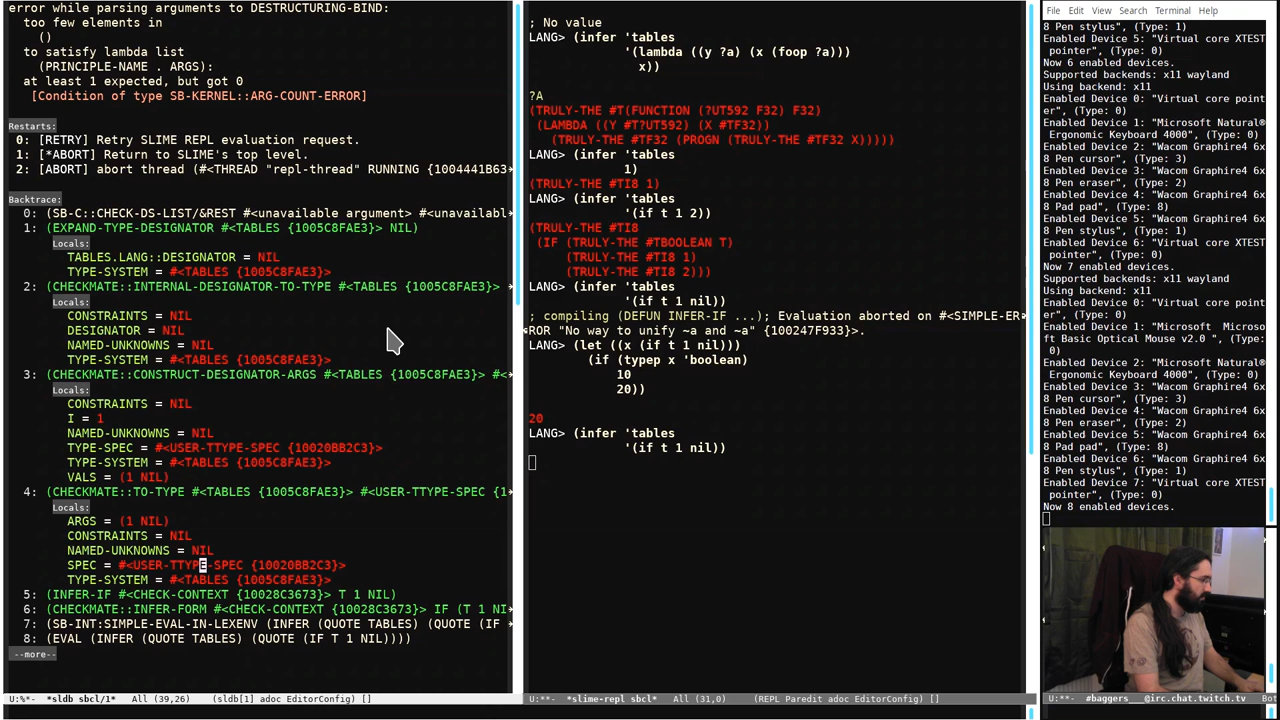 error while parsing arguments to DESTRUCTURING-BIND:
too few elements in
()
to satisfy lambda list
(PRINCIPLE-NAME . ARGS):
at least 1 expected, but got 0
[Condition of type SB-KERNEL::ARG-COUNT-ERROR]
Restarts:
0: [RETRY] Retry SLIME REPL evaluation request.
1: [*ABORT] Return to SLIME's top level.
2: [ABORT] abort thread (#<THREAD "repl-thread" RUNNING {1004441B63
Backtrace:
0: (SB-C::CHECK-DS-LIST/&REST #<unavailable argument> #<unavailabl
1: (EXPAND-TYPE-DESIGNATOR #<TABLES {1005C8FAE3}> NIL)
Locals:
TABLES.LANG::DESIGNATOR = NIL
TYPE-SYSTEM = #<TABLES {1005C8FAE3}>
2: (CHECKMATE::INTERNAL-DESIGNATOR-TO-TYPE #<TABLES {1005C8FAE3}>
Locals:
CONSTRAINTS = NIL
DESIGNATOR = NIL
NAMED-UNKNOWNS = NIL
TYPE-SYSTEM = #<TABLES {1005C8FAE3}>
3: (CHECKMATE::CONSTRUCT-DESIGNATOR-ARGS #<TABLES {1005C8FAE3}> #<
Locals:
CONSTRAINTS = NIL
I = 1
NAMED-UNKNOWNS = NIL
TYPE-SPEC = #<USER-TTYPE-SPEC {10020BB2C3}>
TYPE-SYSTEM = #<TABLES {1005C8FAE3}>
VALS = (1 NIL)
4: (CHECKMATE::TO-TYPE #<TABLES {1005C8FAE3}> #<USER-TTYPE-SPEC {1
Locals:
ARGS = (1 NIL)
CONSTRAINTS = NIL
NAMED-UNKNOWNS = NIL
SPEC = #<USER-TTYPE-SPEC {10020BB2C3}>
TYPE-SYSTEM = #<TABLES {1005C8FAE3}>
5: (INFER-IF #<CHECK-CONTEXT {10028C3673}> T 1 NIL)
6: (CHECKMATE::INFER-FORM #<CHECK-CONTEXT {10028C3673}> IF (T 1 NI
7: (SB-INT:SIMPLE-EVAL-IN-LEXENV (INFER (QUOTE TABLES) (QUOTE (IF
8: (EVAL (INFER (QUOTE TABLES) (QUOTE (IF T 1 NIL))))
--more--
U:%*- *sldb sbcl/1* All (39,26) (sldb[1] adoc EditorConfig) []
; No value
LANG> (infer 'tables
'(lambda ((y ?a) (x (foop ?a)))
x))
?A
(TRULY-THE #T(FUNCTION (?UT592 F32) F32)
(LAMBDA ((Y #T?UT592) (X #TF32))
(TRULY-THE #TF32 (PROGN (TRULY-THE #TF32 X)))))
LANG> (infer 'tables
1)
(TRULY-THE #TI8 1)
LANG> (infer 'tables
'(if t 1 2))
(TRULY-THE #TI8
(IF (TRULY-THE #TBOOLEAN T)
(TRULY-THE #TI8 1)
(TRULY-THE #TI8 2)))
LANG> (infer 'tables
'(if t 1 nil))
; compiling (DEFUN INFER-IF ...); Evaluation aborted on #<SIMPLE-ER
ROR "No way to unify ~a and ~a" {100247F933}>.
LANG> (let ((x (if t 1 nil)))
(if (typep x 'boolean)
10
20))
20
LANG> (infer 'tables
'(if t 1 nil))
U:**- *slime-repl sbcl* All (31,0) (REPL Paredit adoc EditorConfig) []
File Edit View Search Terminal Help
8 Pen stylus", (Type: 1)
Enabled Device 5: "Virtual core XTEST
pointer", (Type: 0)
Now 6 enabled devices.
Supported backends: x11 wayland
Using backend: x11
Enabled Device 0: "Virtual core point
er", (Type: 0)
Enabled Device 1: "Microsoft Natural®
Ergonomic Keyboard 4000", (Type: 0)
Enabled Device 2: "Wacom Graphire4 6x
8 Pen cursor", (Type: 3)
Enabled Device 3: "Wacom Graphire4 6x
8 Pen eraser", (Type: 2)
Enabled Device 4: "Wacom Graphire4 6x
8 Pad pad", (Type: 8)
Enabled Device 5: "Wacom Graphire4 6x
8 Pen stylus", (Type: 1)
Enabled Device 6: "Virtual core XTEST
pointer", (Type: 0)
Now 7 enabled devices.
Supported backends: x11 wayland
Using backend: x11
Enabled Device 0: "Virtual core point
er", (Type: 0)
Enabled Device 1: "Microsoft Microso
ft Basic Optical Mouse v2.0 ", (Type:
0)
Enabled Device 2: "Microsoft Natural®
Ergonomic Keyboard 4000", (Type: 0)
Enabled Device 3: "Wacom Graphire4 6x
8 Pen cursor", (Type: 3)
Enabled Device 4: "Wacom Graphire4 6x
8 Pen eraser", (Type: 2)
Enabled Device 5: "Wacom Graphire4 6x
8 Pad pad", (Type: 8)
Enabled Device 6: "Wacom Graphire4 6x
8 Pen stylus", (Type: 1)
Enabled Device 7: "Virtual core XTEST
pointer", (Type: 0)
Now 8 enabled devices.
U:**- #baggers___@irc.chat.twitch.tv Bot